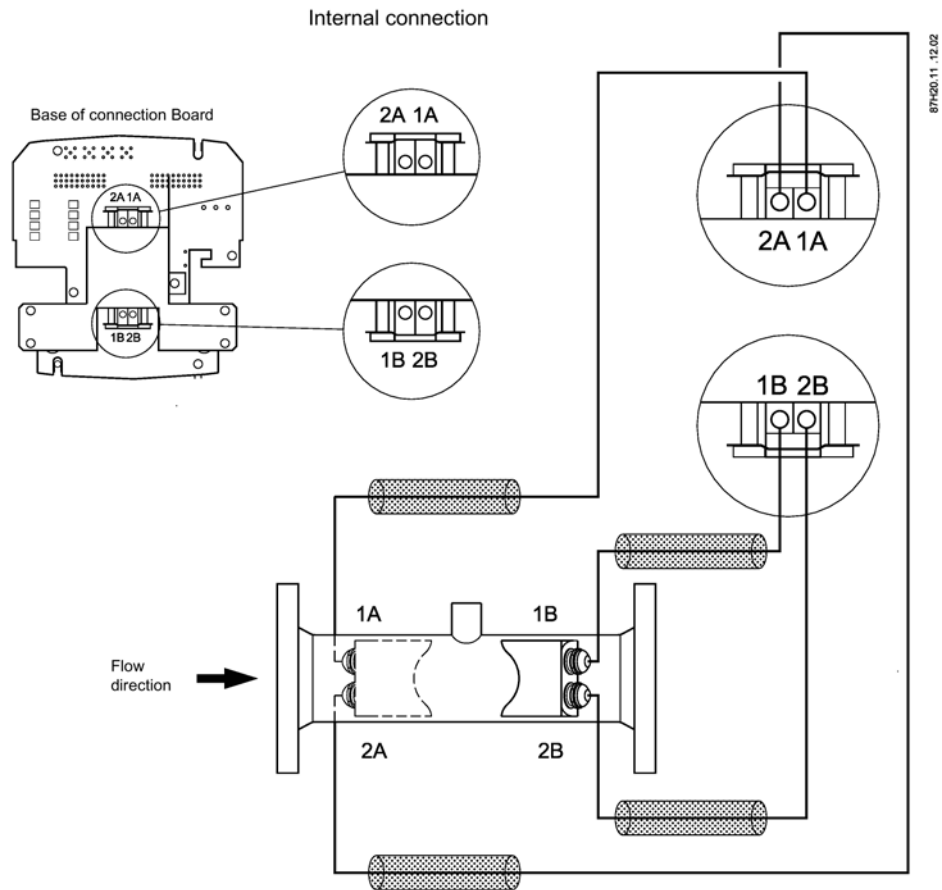 Internal connection
87H20.11 .12.02
Base of connection Board
2A 1A
2A 1A
1B 2B
1B 2B
2A 1A
1B 2B
1A
1B
Flow
direction
2A
2B